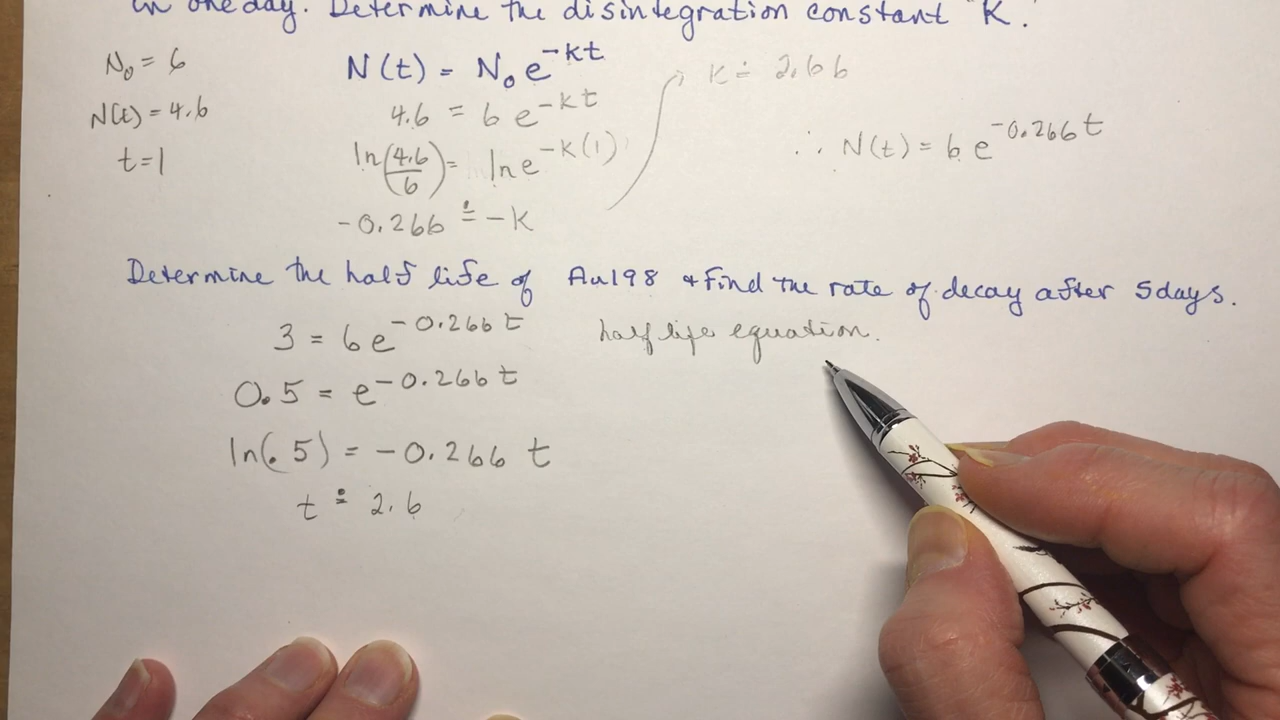 in one day. Determine the disintegration constant "K".
N₀ = 6
N(t) = 4.6
t = 1
N(t) = N₀ e^-kt
4.6 = 6 e^-kt
ln(4.6/6) = ln e^-k(1)
-0.266 ≐ -K
K ≐ 2.66
∴ N(t) = 6 e^-0.266t
Determine the half life of Au198 & find the rate of decay after 5 days.
3 = 6 e^-0.266t
half life equation.
0.5 = e^-0.266t
ln(.5) = -0.266 t
t ≐ 2.6